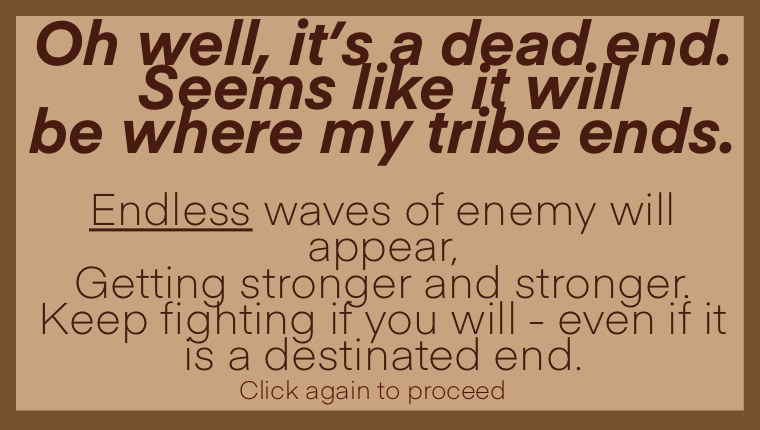 Oh well, it’s a dead end.
Seems like it will
be where my tribe ends.
Endless waves of enemy will
appear,
Getting stronger and stronger.
Keep fighting if you will - even if it
is a destinated end.
Click again to proceed